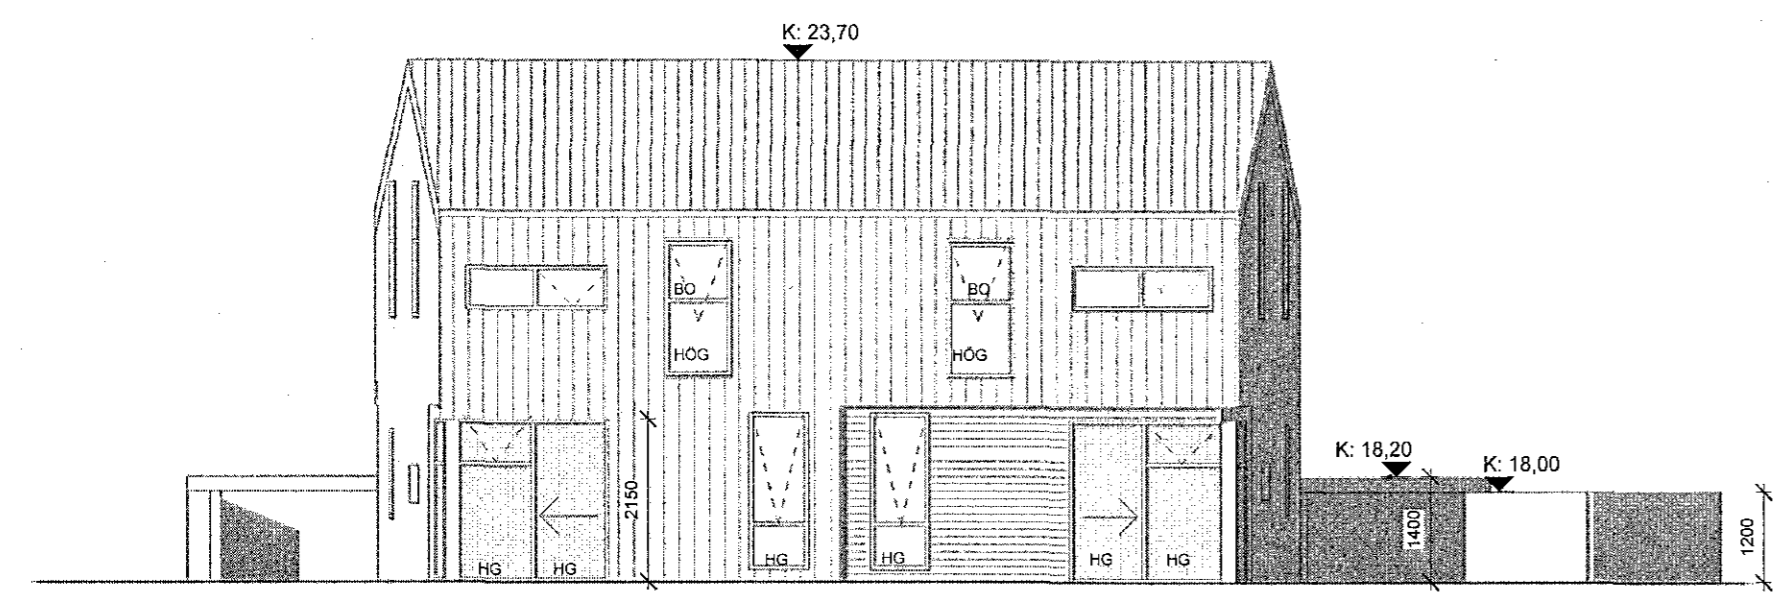 K: 23,70
BO
BO
HÖG
HÖG
K: 18,20
K: 18,00
2150
1400
1200
HG
HG
HG
HG
HG
HG